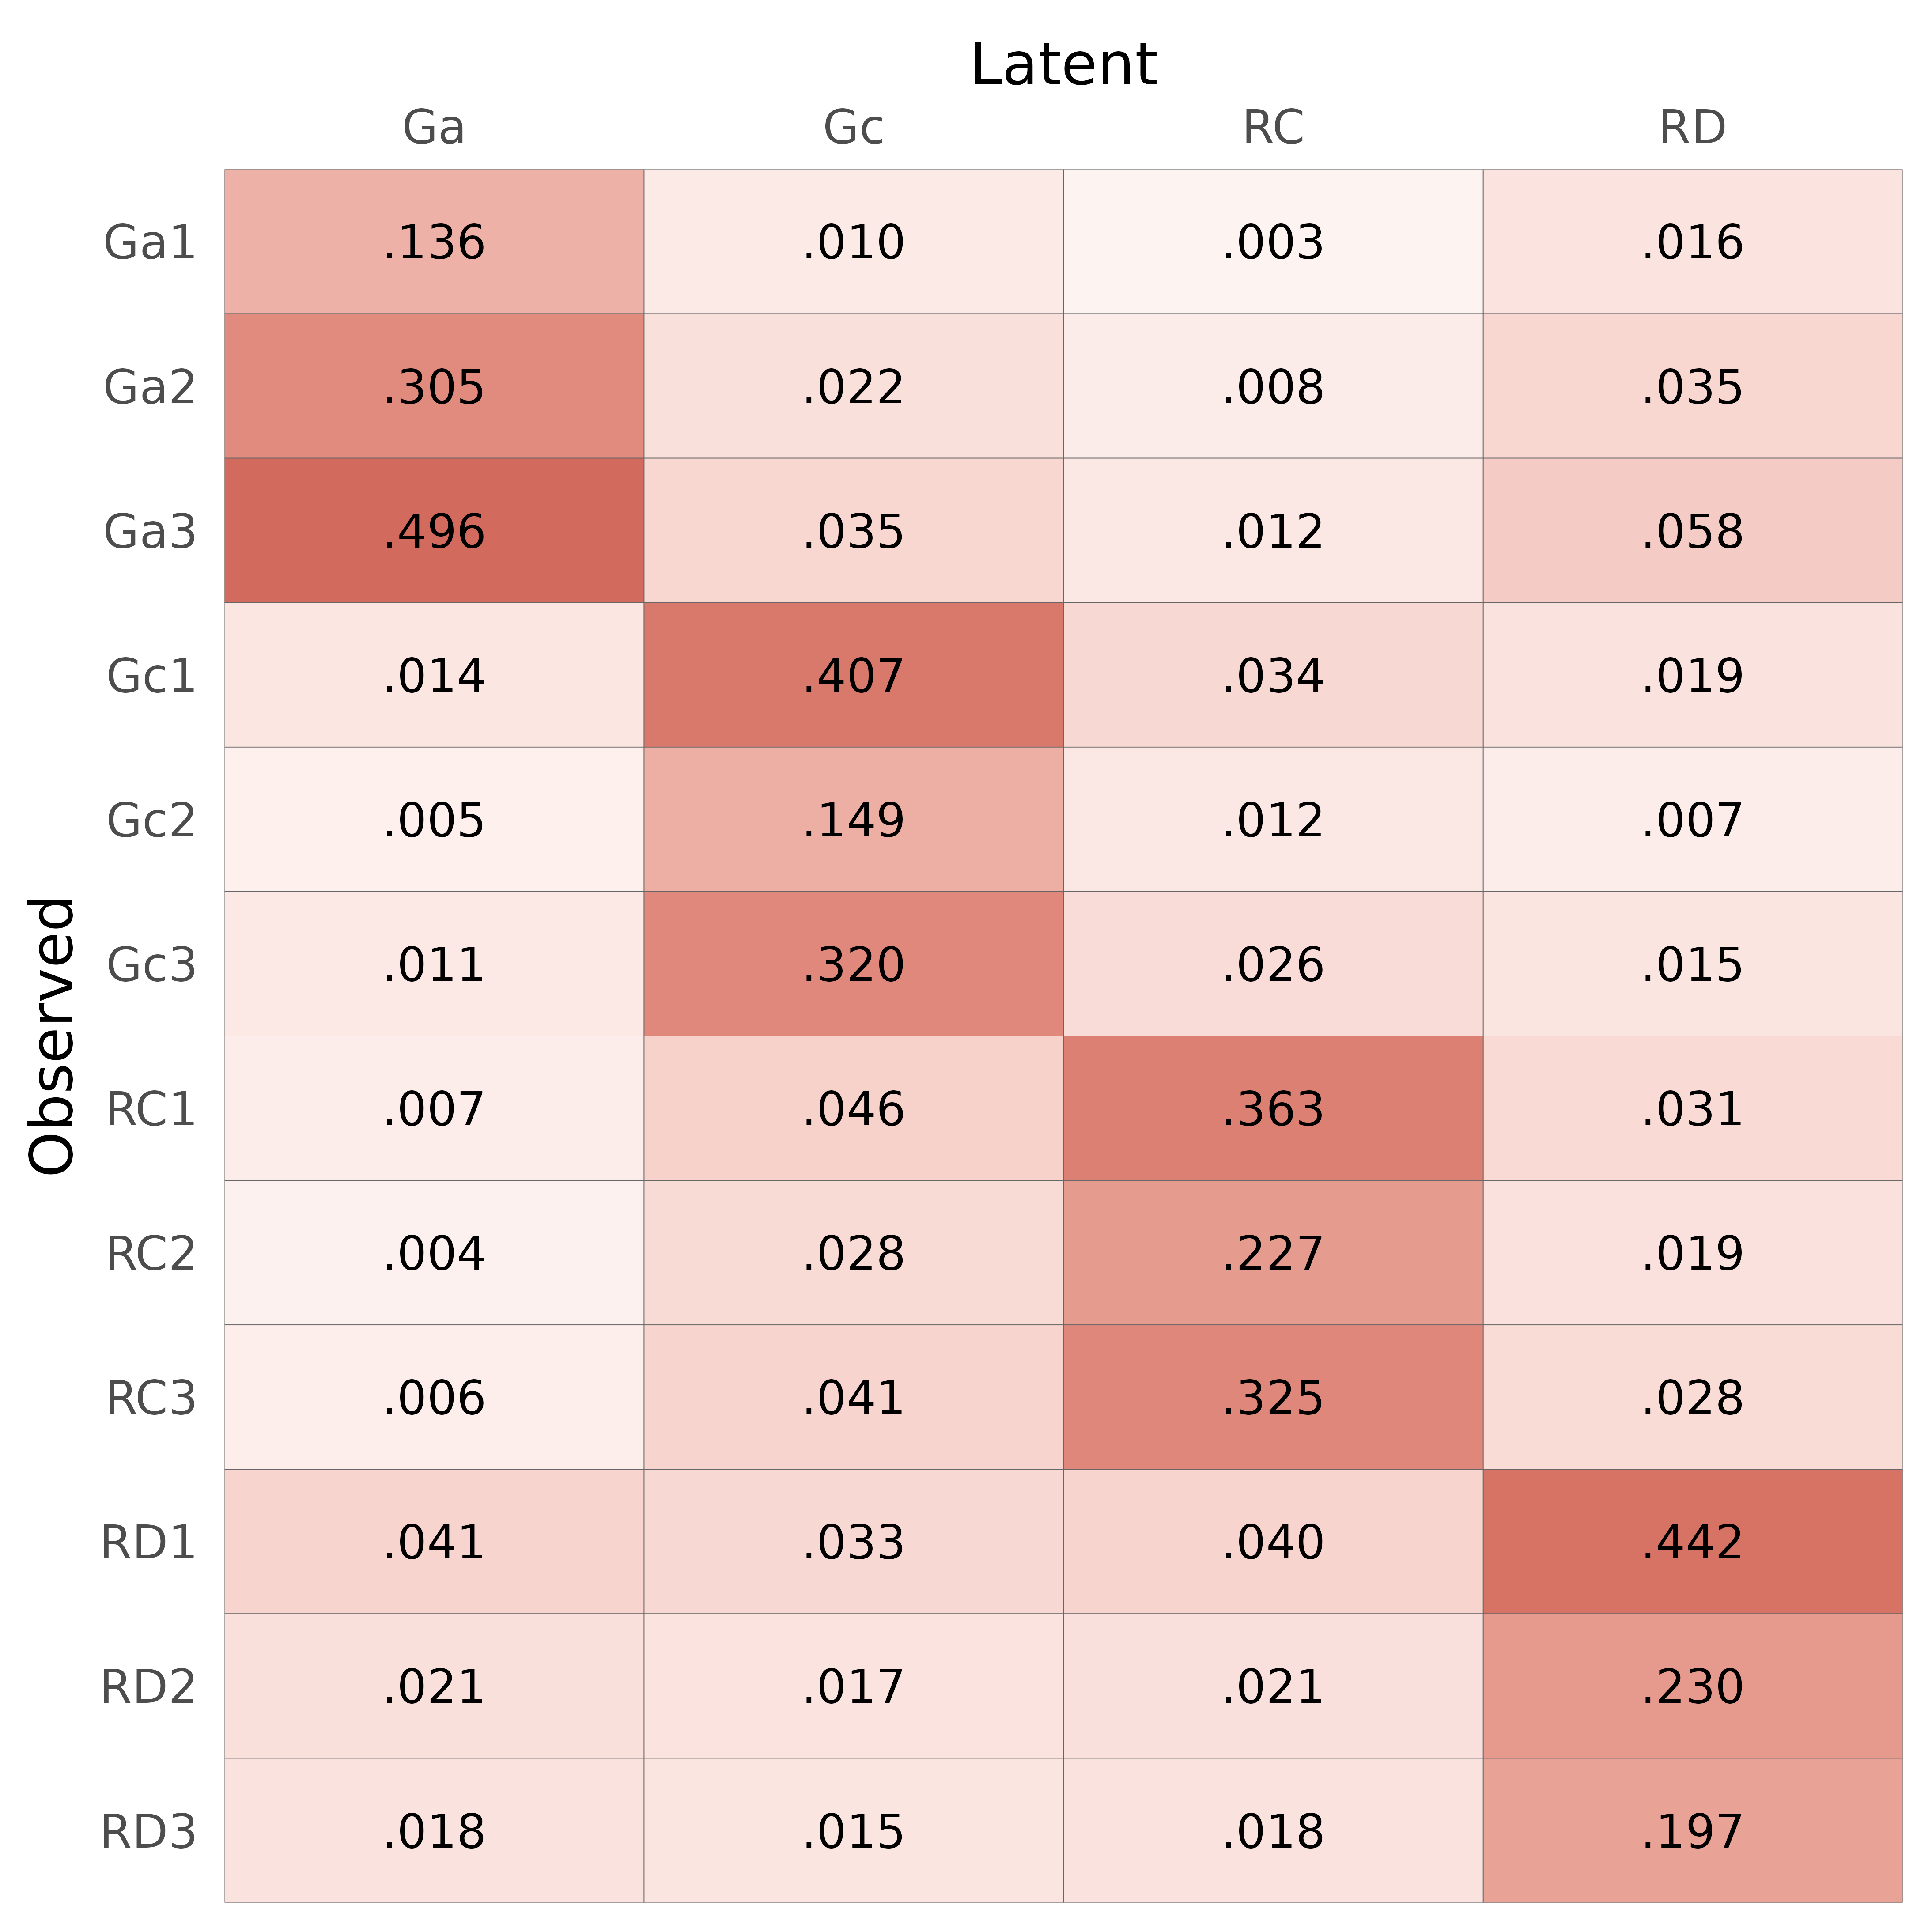 Latent
Ga Gc RC RD
Ga1 .136 .010 .003 .016
Ga2 .305 .022 .008 .035
Ga3 .496 .035 .012 .058
Gc1 .014 .407 .034 .019
Gc2 .005 .149 .012 .007
Gc3 .011 .320 .026 .015
RC1 .007 .046 .363 .031
RC2 .004 .028 .227 .019
RC3 .006 .041 .325 .028
RD1 .041 .033 .040 .442
RD2 .021 .017 .021 .230
RD3 .018 .015 .018 .197
Observed